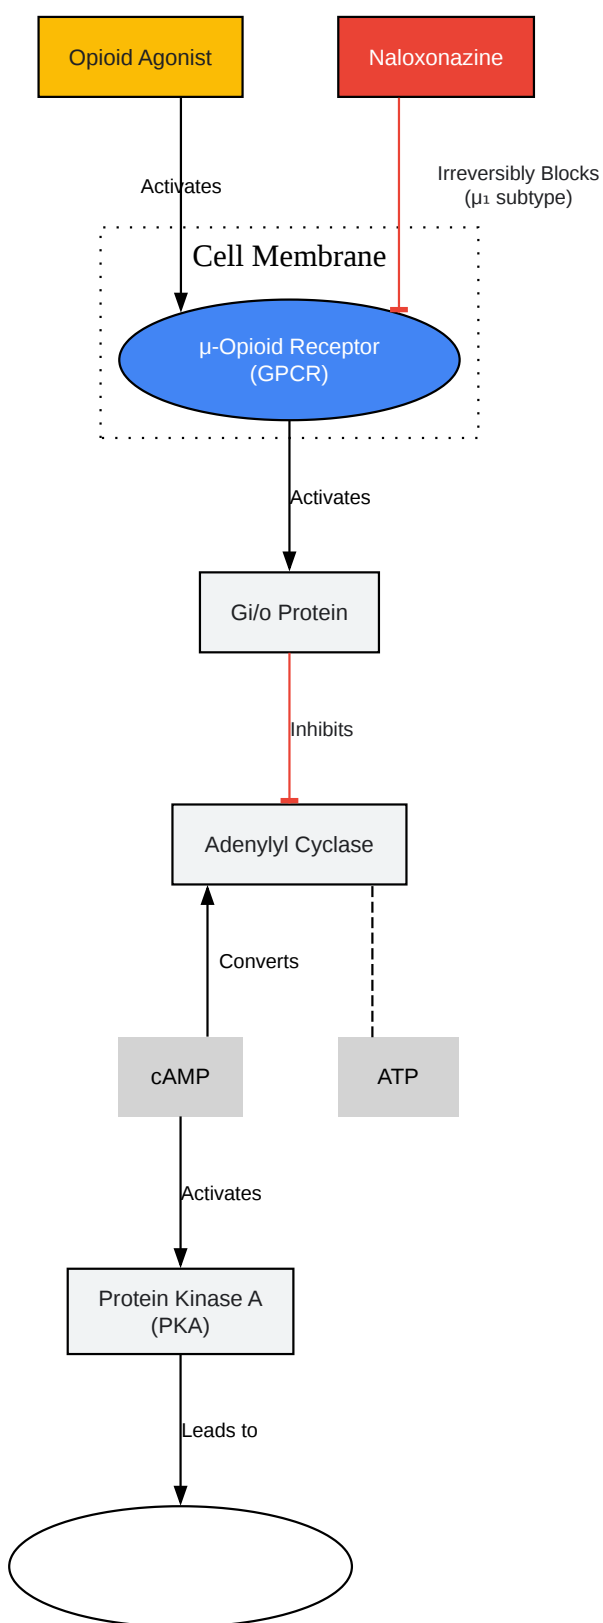 Opioid Agonist
Naloxonazine
Activates
Irreversibly Blocks
(μ₁ subtype)
Cell Membrane
μ-Opioid Receptor
(GPCR)
Activates
Gi/o Protein
Inhibits
Adenylyl Cyclase
Converts
cAMP
ATP
Activates
Protein Kinase A
(PKA)
Leads to